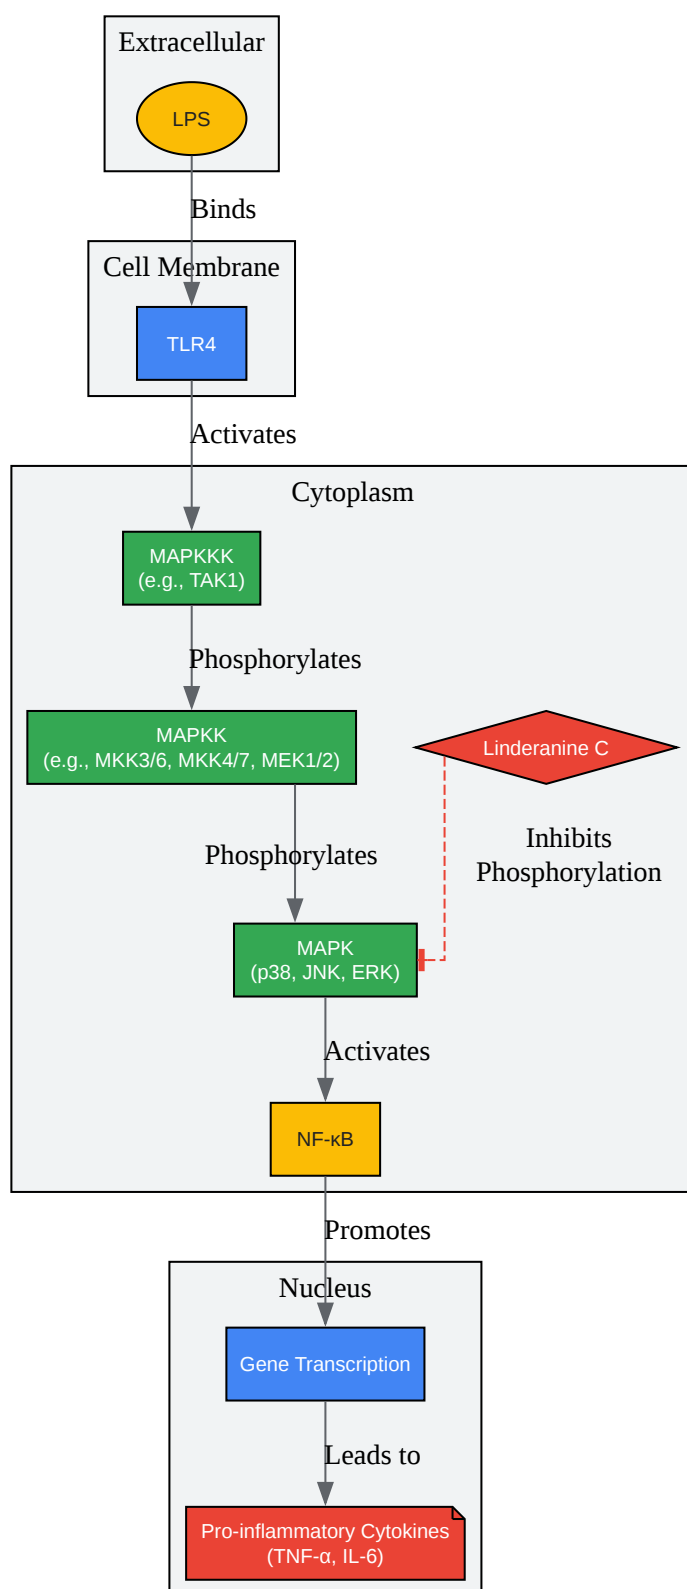 Extracellular
LPS
Binds
Cell Membrane
TLR4
Activates
Cytoplasm
MAPKKK
(e.g., TAK1)
Phosphorylates
MAPKK
(e.g., MKK3/6, MKK4/7, MEK1/2)
Linderanine C
Phosphorylates
Inhibits
Phosphorylation
MAPK
(p38, JNK, ERK)
Activates
NF-κB
Promotes
Nucleus
Gene Transcription
Leads to
Pro-inflammatory Cytokines
(TNF-α, IL-6)